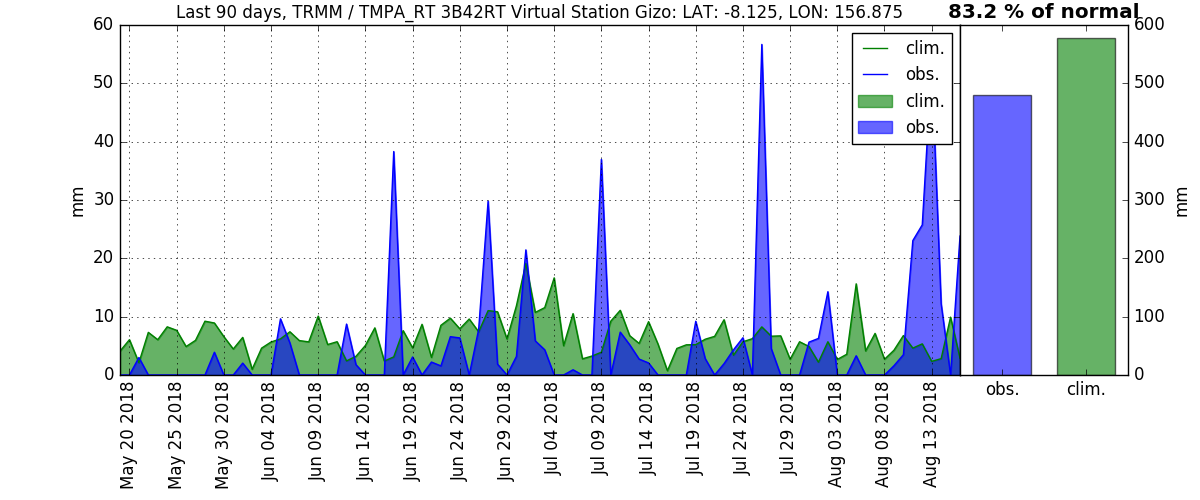 Last 90 days, TRMM / TMPA_RT 3B42RT Virtual Station Gizo: LAT: -8.125, LON: 156.875
83.2 % of normal
60
50
40
30
20
10
0
mm
clim.
obs.
clim.
obs.
600
500
400
300
200
100
0
mm
May 20 2018
May 25 2018
May 30 2018
Jun 04 2018
Jun 09 2018
Jun 14 2018
Jun 19 2018
Jun 24 2018
Jun 29 2018
Jul 04 2018
Jul 09 2018
Jul 14 2018
Jul 19 2018
Jul 24 2018
Jul 29 2018
Aug 03 2018
Aug 08 2018
Aug 13 2018
obs.
clim.